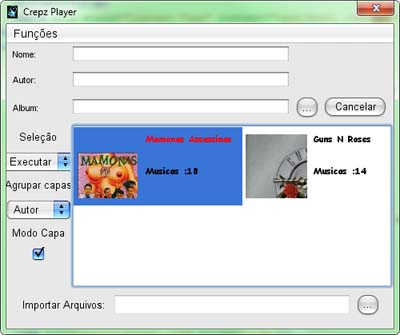 Crepz Player
Funções
Nome:
Autor:
Album:
...
Cancelar
Seleção
Executar
Agrupar capas
Autor
Modo Capa
Mamonas Assassinas
Musicas :18
MAMONAS
Guns N Roses
Musicas :14
Importar Arquivos:
...